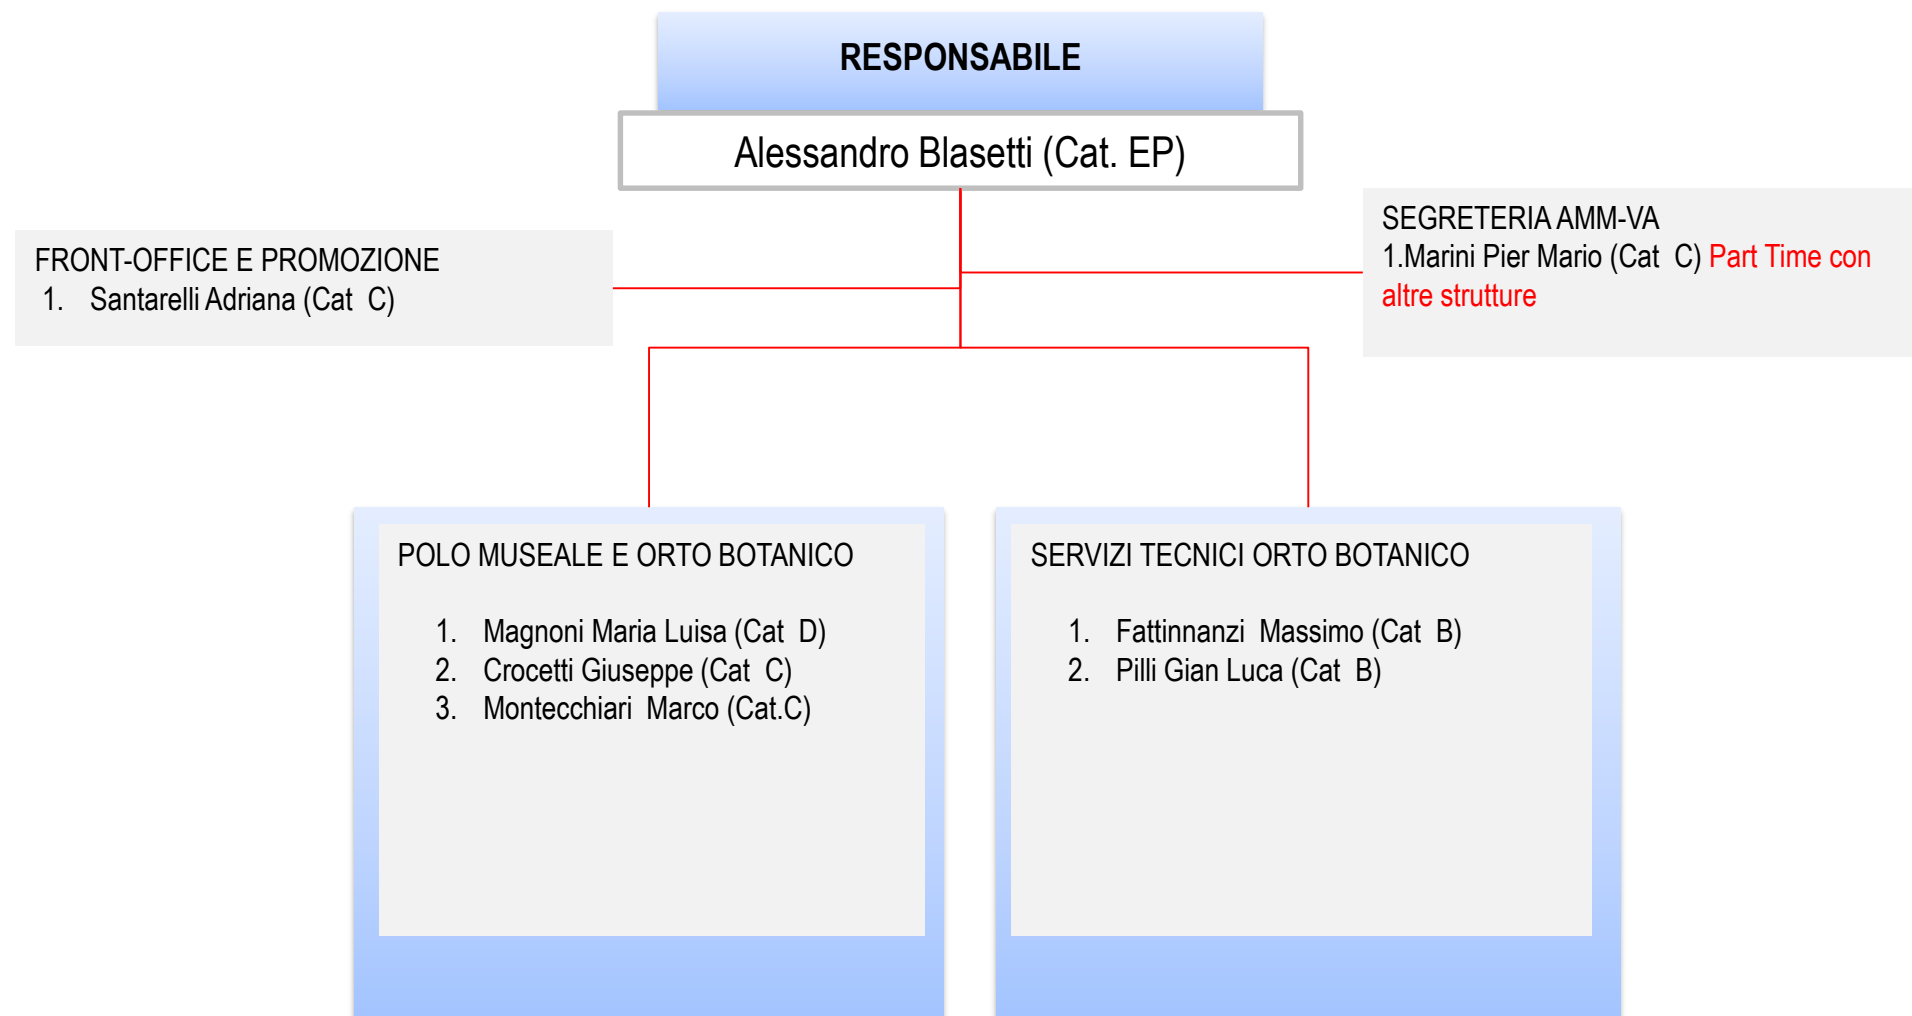 RESPONSABILE
Alessandro Blasetti (Cat. EP)
FRONT-OFFICE E PROMOZIONE
1. Santarelli Adriana (Cat C)
SEGRETERIA AMM-VA
1.Marini Pier Mario (Cat C) Part Time con
altre strutture
POLO MUSEALE E ORTO BOTANICO
1. Magnoni Maria Luisa (Cat D)
2. Crocetti Giuseppe (Cat C)
3. Montecchiari Marco (Cat.C)
SERVIZI TECNICI ORTO BOTANICO
1. Fattinnanzi Massimo (Cat B)
2. Pilli Gian Luca (Cat B)